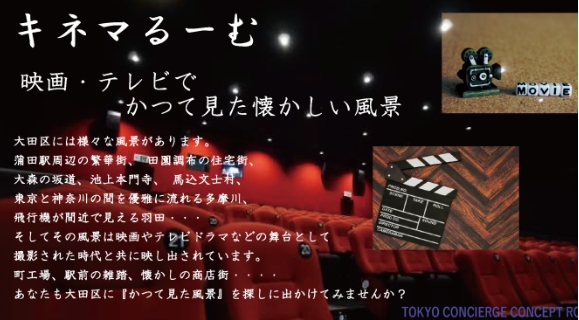 キネマるーむ
映画・テレビで
かつて見た懐かしい風景
大田区には様々な風景があります。
蒲田駅周辺の繁華街、田園調布の住宅街、
大森の坂道、池上本門寺、馬込文士村、
東京と神奈川の間を優雅に流れる多摩川、
飛行機が間近で見える羽田・・・
そしてその風景は映画やテレビドラマなどの舞台として
撮影された時代と共に映し出されています。
町工場、駅前の雑踏、懐かしの商店街・・・・
あなたも大田区に『かつて見た風景』を探しに出かけてみませんか？
MOVIE
TOKYO CONCIERGE CONCEPT RO